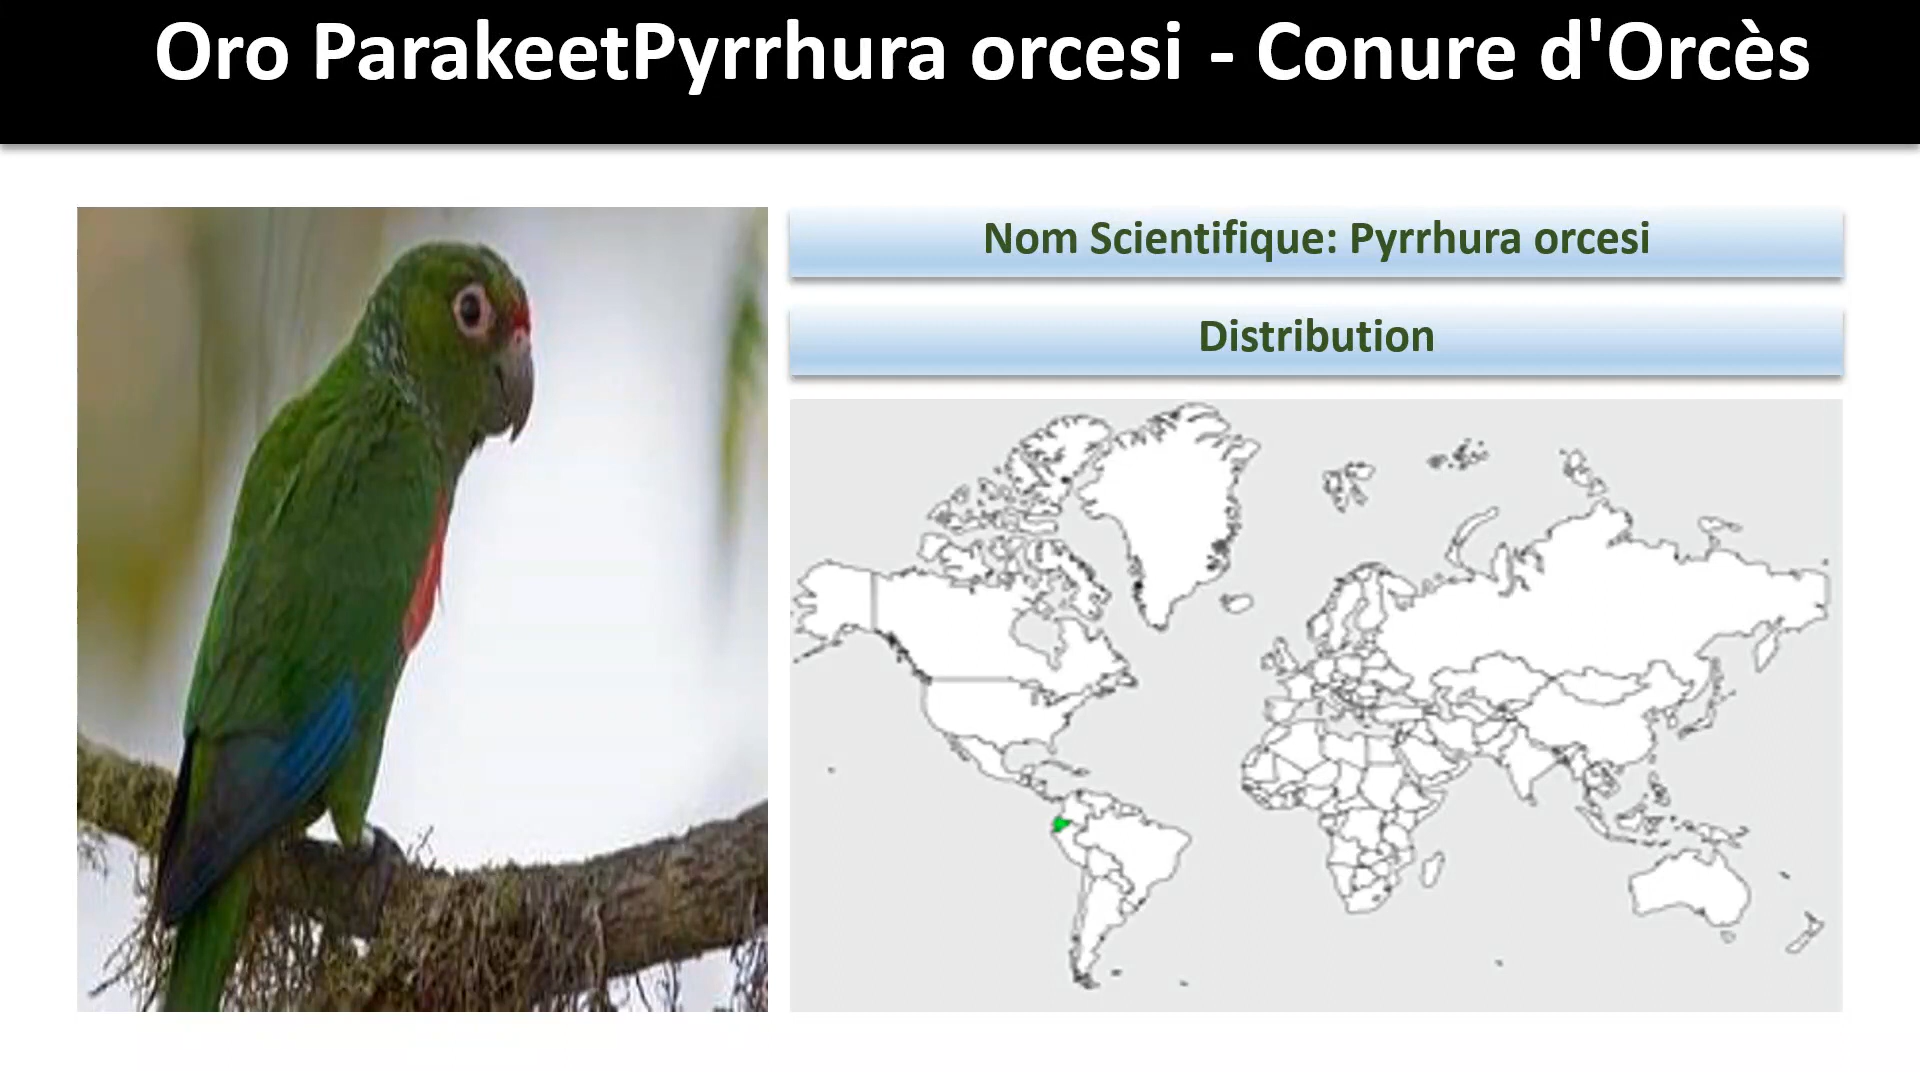 Oro ParakeetPyrrhura orcesi - Conure d'Orcès
Nom Scientifique: Pyrrhura orcesi
Distribution